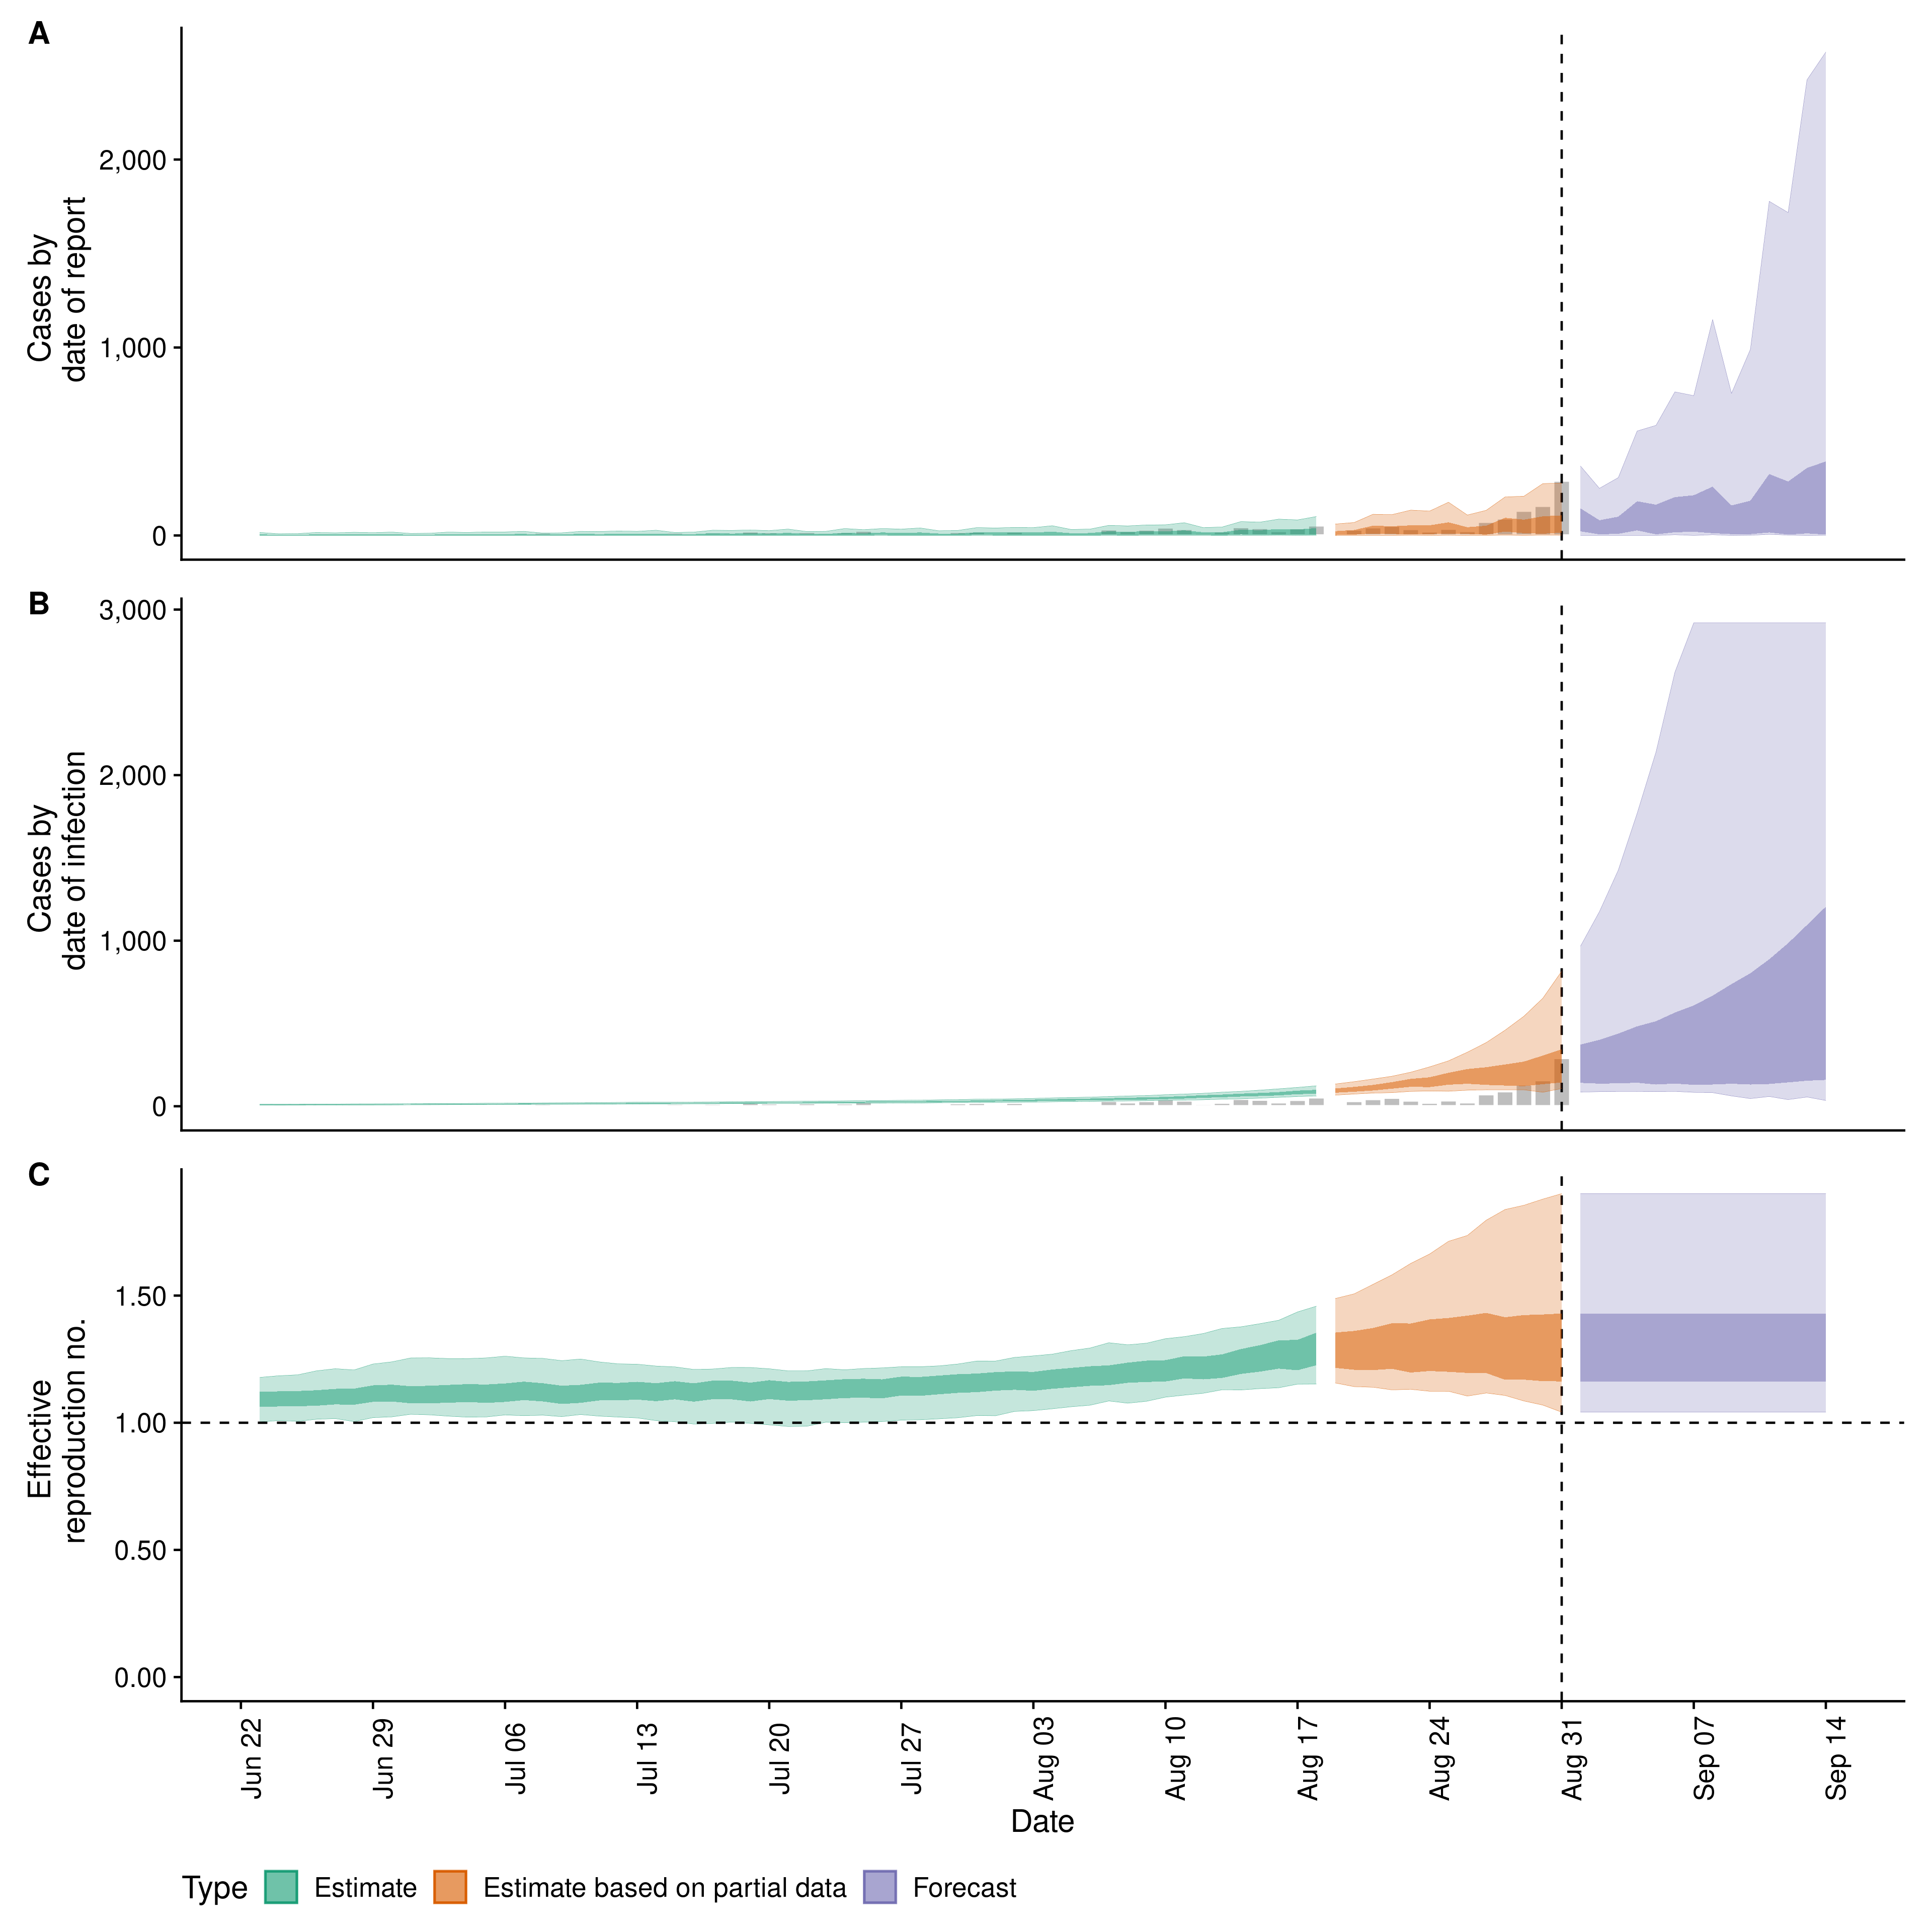 A
Cases by
date of report
2,000
1,000
0
B
Cases by
date of infection
3,000
2,000
1,000
0
C
Effective
reproduction no.
1.50
1.00
0.50
0.00
Jun 22
Jun 29
Jul 06
Jul 13
Jul 20
Jul 27
Aug 03
Aug 10
Aug 17
Aug 24
Aug 31
Sep 07
Sep 14
Date
Type Estimate Estimate based on partial data Forecast